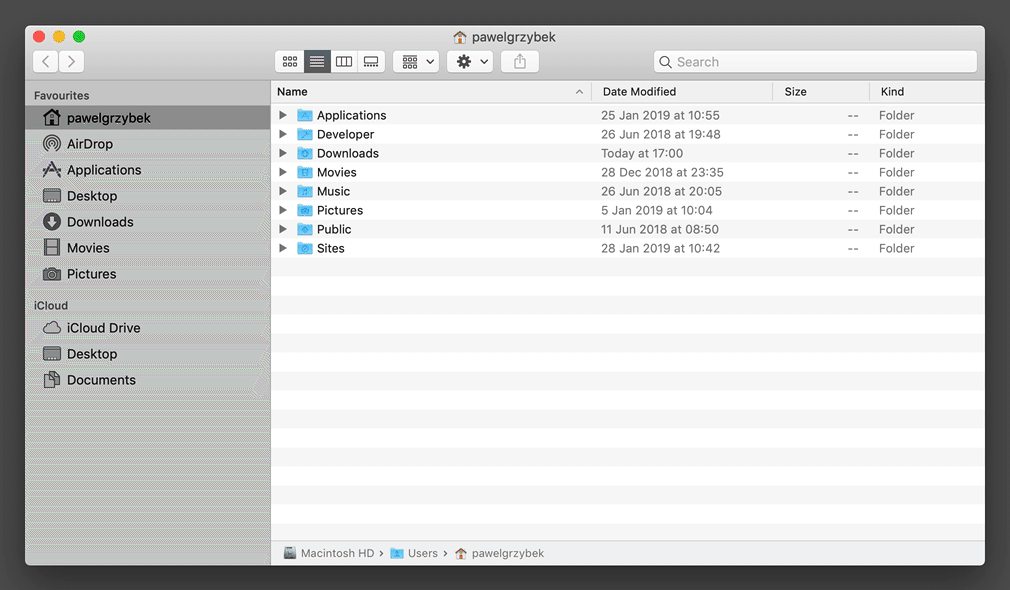 pawelgrzybek
Search
Favourites
pawelgrzybek
AirDrop
Applications
Desktop
Downloads
Movies
Pictures
iCloud
iCloud Drive
Desktop
Documents
Name Date Modified Size Kind
Applications 25 Jan 2019 at 10:55 -- Folder
Developer 26 Jun 2018 at 19:48 -- Folder
Downloads Today at 17:00 -- Folder
Movies 28 Dec 2018 at 23:35 -- Folder
Music 26 Jun 2018 at 20:05 -- Folder
Pictures 5 Jan 2019 at 10:04 -- Folder
Public 11 Jun 2018 at 08:50 -- Folder
Sites 28 Jan 2019 at 10:42 -- Folder
Macintosh HD › Users › pawelgrzybek